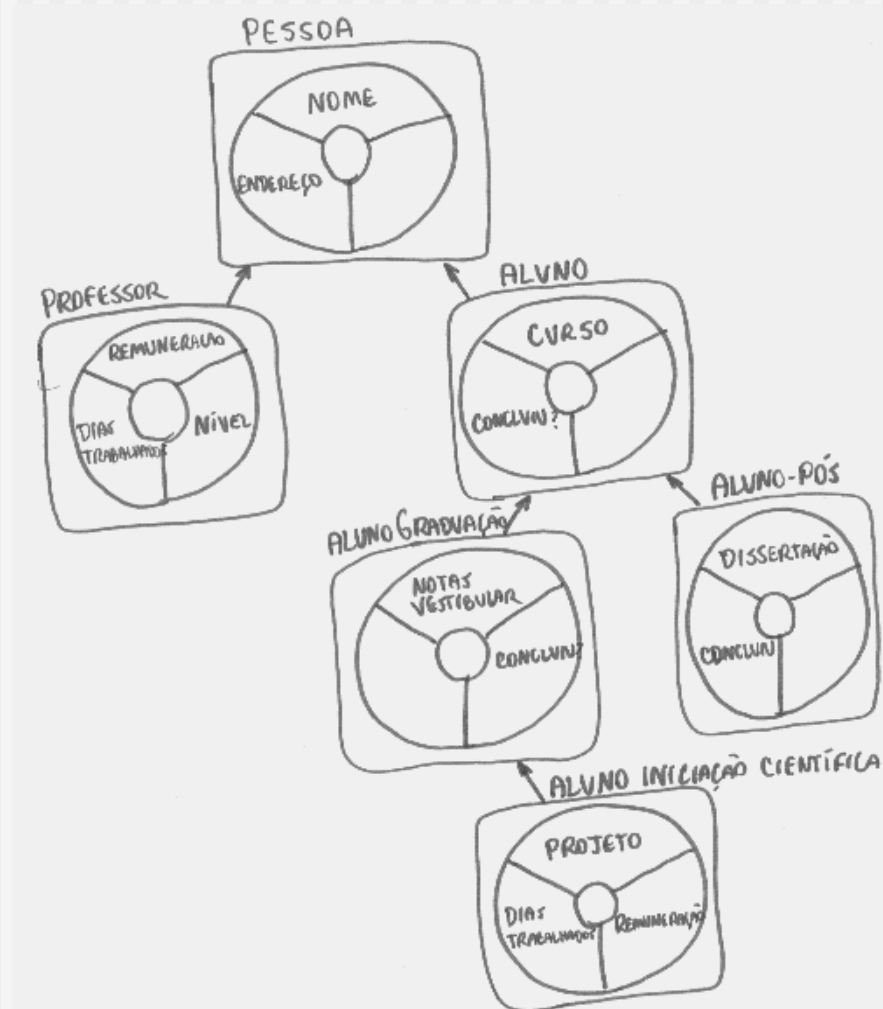 PESSOA
NOME
ENDEREÇO
PROFESSOR
REMUNERAÇÃO
DIAS
TRABALHADOS
NÍVEL
ALUNO
CURSO
CONCLUIU?
ALUNO GRADUAÇÃO
NOTAS
VESTIBULAR
CONCLUIU?
ALUNO-PÓS
DISSERTAÇÃO
CONCLUIU
ALUNO INICIAÇÃO CIENTÍFICA
PROJETO
DIAS
TRABALHADOS
REMUNERAÇÃO